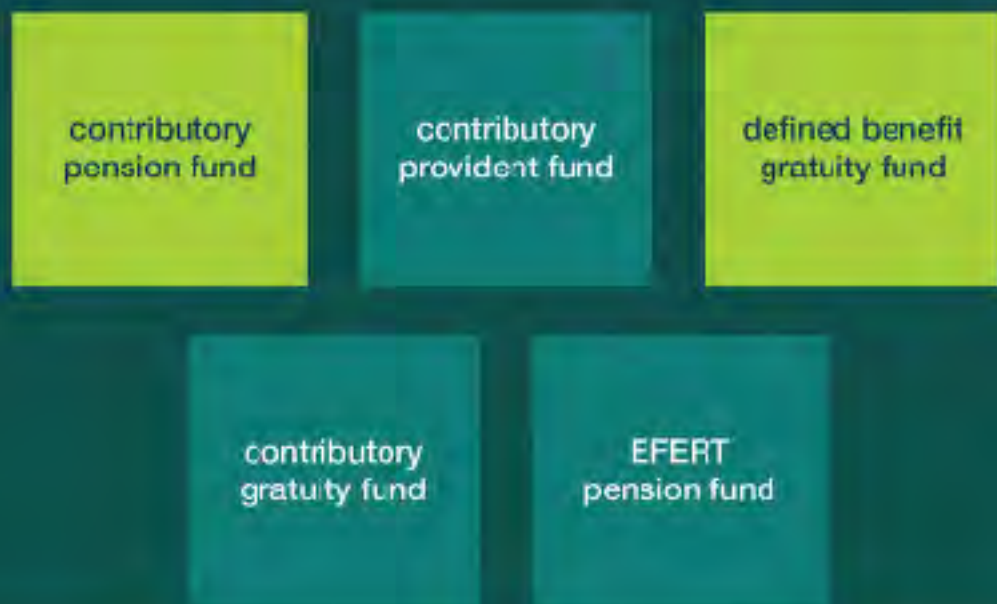 contributory
pension fund
contributory
provident fund
defined benefit
gratuity fund
contributory
gratuity fund
EFERT
pension fund